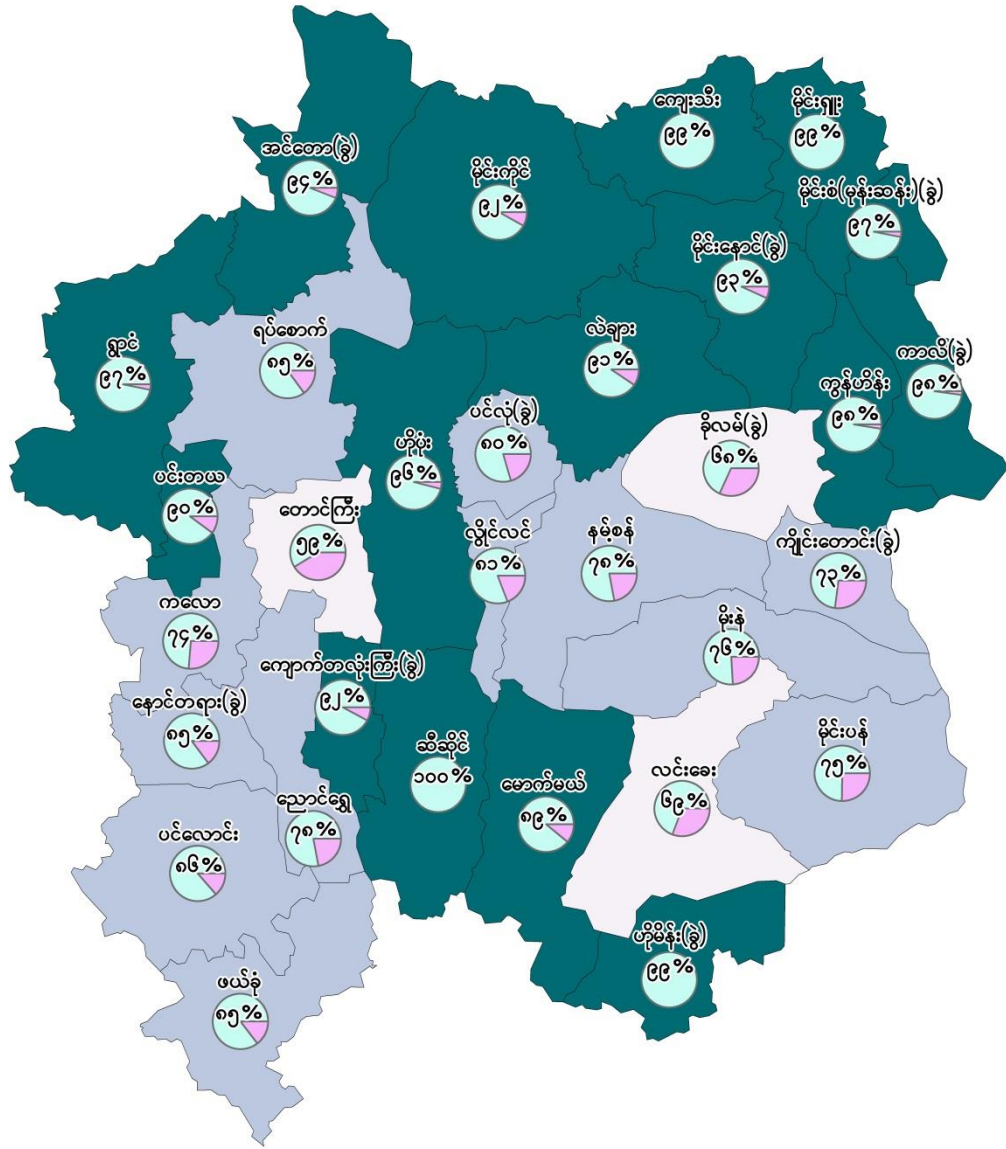 ကျေးသီး
၉၉%
မိုင်းရှူး
၉၉%
အင်တော(ခွဲ)
၉၄%
မိုင်းကိုင်
၉၂%
မိုင်းစံ(မုန်းဆန်း)(ခွဲ)
၉၇%
မိုင်းနောင်(ခွဲ)
၉၃%
ရွာငံ
၉၇%
ရပ်စောက်
၈၅%
လဲချား
၉၁%
ကွန်ဟိန်း
၉၈%
ကာလိ(ခွဲ)
၉၈%
ပင်လုံ(ခွဲ)
၈၀%
ခိုလမ်(ခွဲ)
၆၈%
ဟိုပုံး
၉၆%
ပင်းတယ
၉၀%
တောင်ကြီး
၅၉%
လွိုင်လင်
၈၁%
နမ့်စန်
၇၈%
ကျိုင်းတောင်း(ခွဲ)
၇၃%
ကလော
၇၄%
မိုးနဲ
၇၆%
ကျောက်တလုံးကြီး(ခွဲ)
၉၂%
နောင်တရား(ခွဲ)
၈၅%
ဆီဆိုင်
၁၀၀%
မောက်မယ်
၈၉%
လင်းခေး
၆၉%
မိုင်းပန်
၇၅%
ညောင်ရွှေ
၇၈%
ပင်လောင်း
၈၆%
ဟိုမိန်း(ခွဲ)
၉၉%
ဖယ်ခုံ
၈၅%